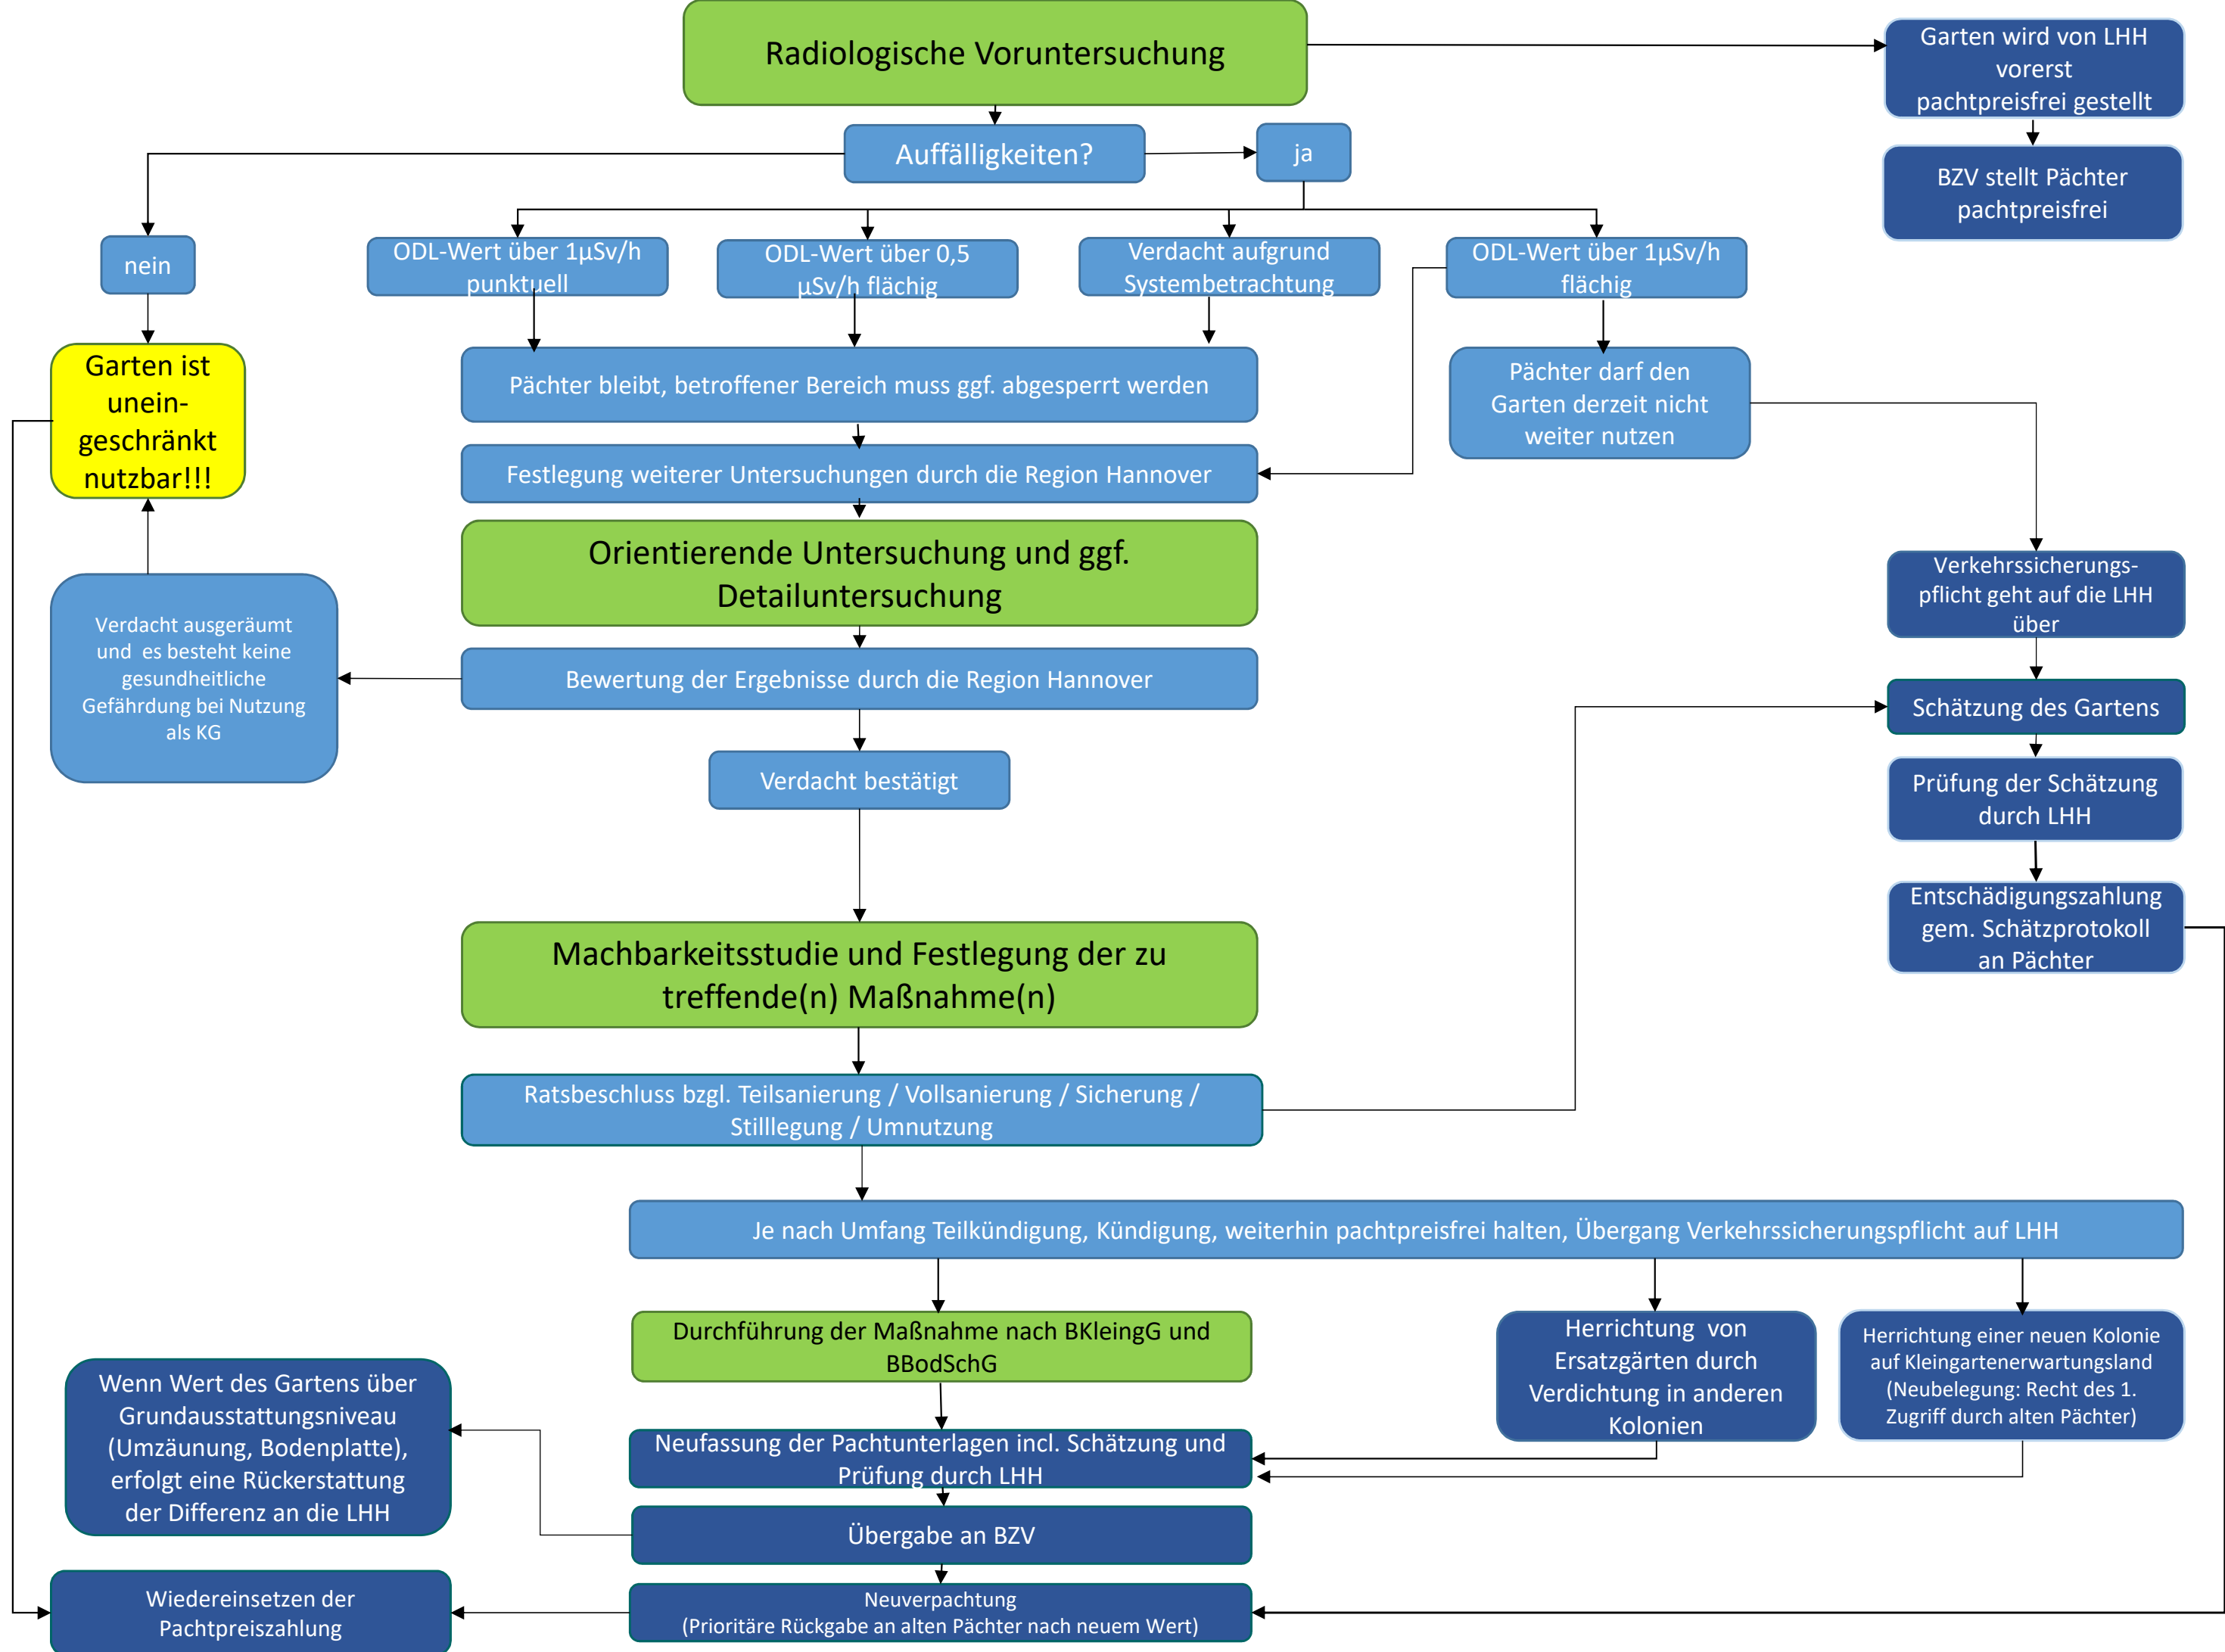 Radiologische Voruntersuchung
Garten wird von LHH
vorerst
pachtpreisfrei gestellt
Auffälligkeiten?
ja
BZV stellt Pächter
pachtpreisfrei
nein
ODL-Wert über 1µSv/h
punktuell
ODL-Wert über 0,5
µSv/h flächig
Verdacht aufgrund
Systembetrachtung
ODL-Wert über 1µSv/h
flächig
Garten ist
unein-
geschränkt
nutzbar!!!
Pächter bleibt, betroffener Bereich muss ggf. abgesperrt werden
Pächter darf den
Garten derzeit nicht
weiter nutzen
Festlegung weiterer Untersuchungen durch die Region Hannover
Orientierende Untersuchung und ggf.
Detailuntersuchung
Verkehrssicherungs-
pflicht geht auf die LHH
über
Verdacht ausgeräumt
und  es besteht keine
gesundheitliche
Gefährdung bei Nutzung
als KG
Bewertung der Ergebnisse durch die Region Hannover
Schätzung des Gartens
Verdacht bestätigt
Prüfung der Schätzung
durch LHH
Entschädigungszahlung
gem. Schätzprotokoll
an Pächter
Machbarkeitsstudie und Festlegung der zu
treffende(n) Maßnahme(n)
Ratsbeschluss bzgl. Teilsanierung / Vollsanierung / Sicherung /
Stilllegung / Umnutzung
Je nach Umfang Teilkündigung, Kündigung, weiterhin pachtpreisfrei halten, Übergang Verkehrssicherungspflicht auf LHH
Durchführung der Maßnahme nach BKleingG und
BBodSchG
Herrichtung  von
Ersatzgärten durch
Verdichtung in anderen
Kolonien
Herrichtung einer neuen Kolonie
auf Kleingartenerwartungsland
(Neubelegung: Recht des 1.
Zugriff durch alten Pächter)
Wenn Wert des Gartens über
Grundausstattungsniveau
(Umzäunung, Bodenplatte),
erfolgt eine Rückerstattung
der Differenz an die LHH
Neufassung der Pachtunterlagen incl. Schätzung und
Prüfung durch LHH
Übergabe an BZV
Wiedereinsetzen der
Pachtpreiszahlung
Neuverpachtung
(Prioritäre Rückgabe an alten Pächter nach neuem Wert)